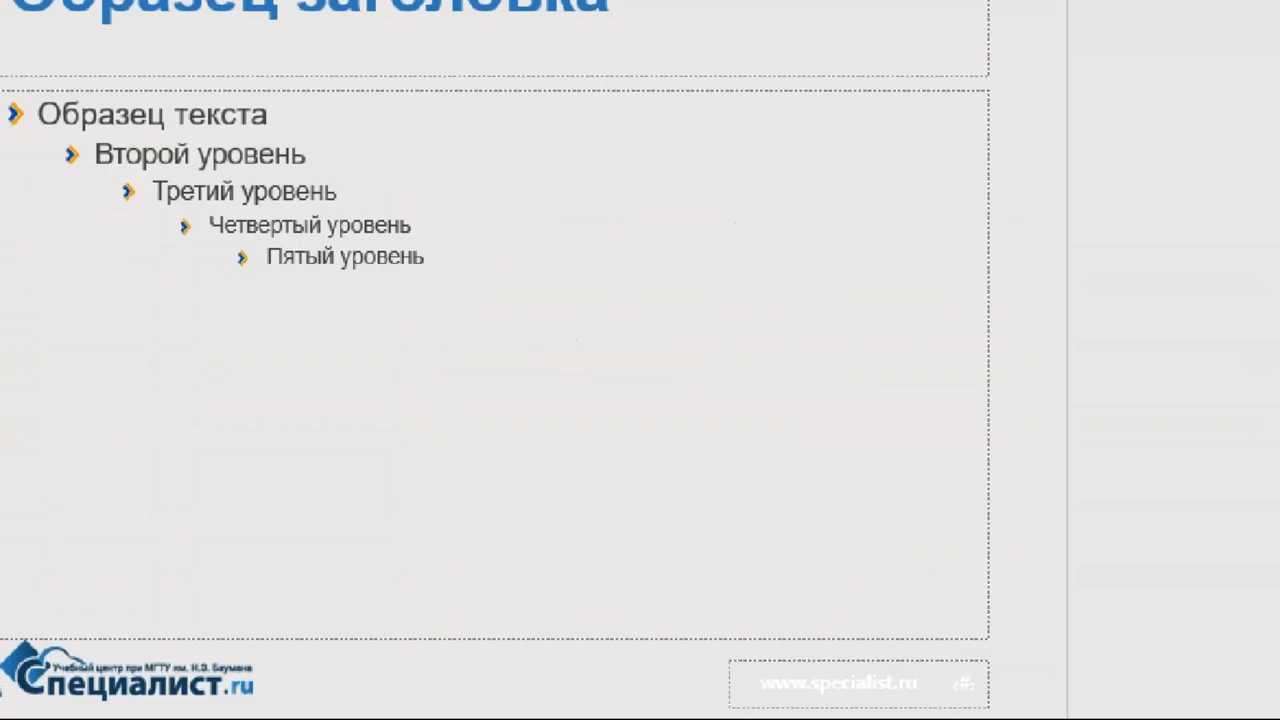 Образец заголовка
Образец текста
Второй уровень
Третий уровень
Четвертый уровень
Пятый уровень
Учебный центр при МГТУ им. Н.Э. Баумана
Специалист.ru
www.specialist.ru